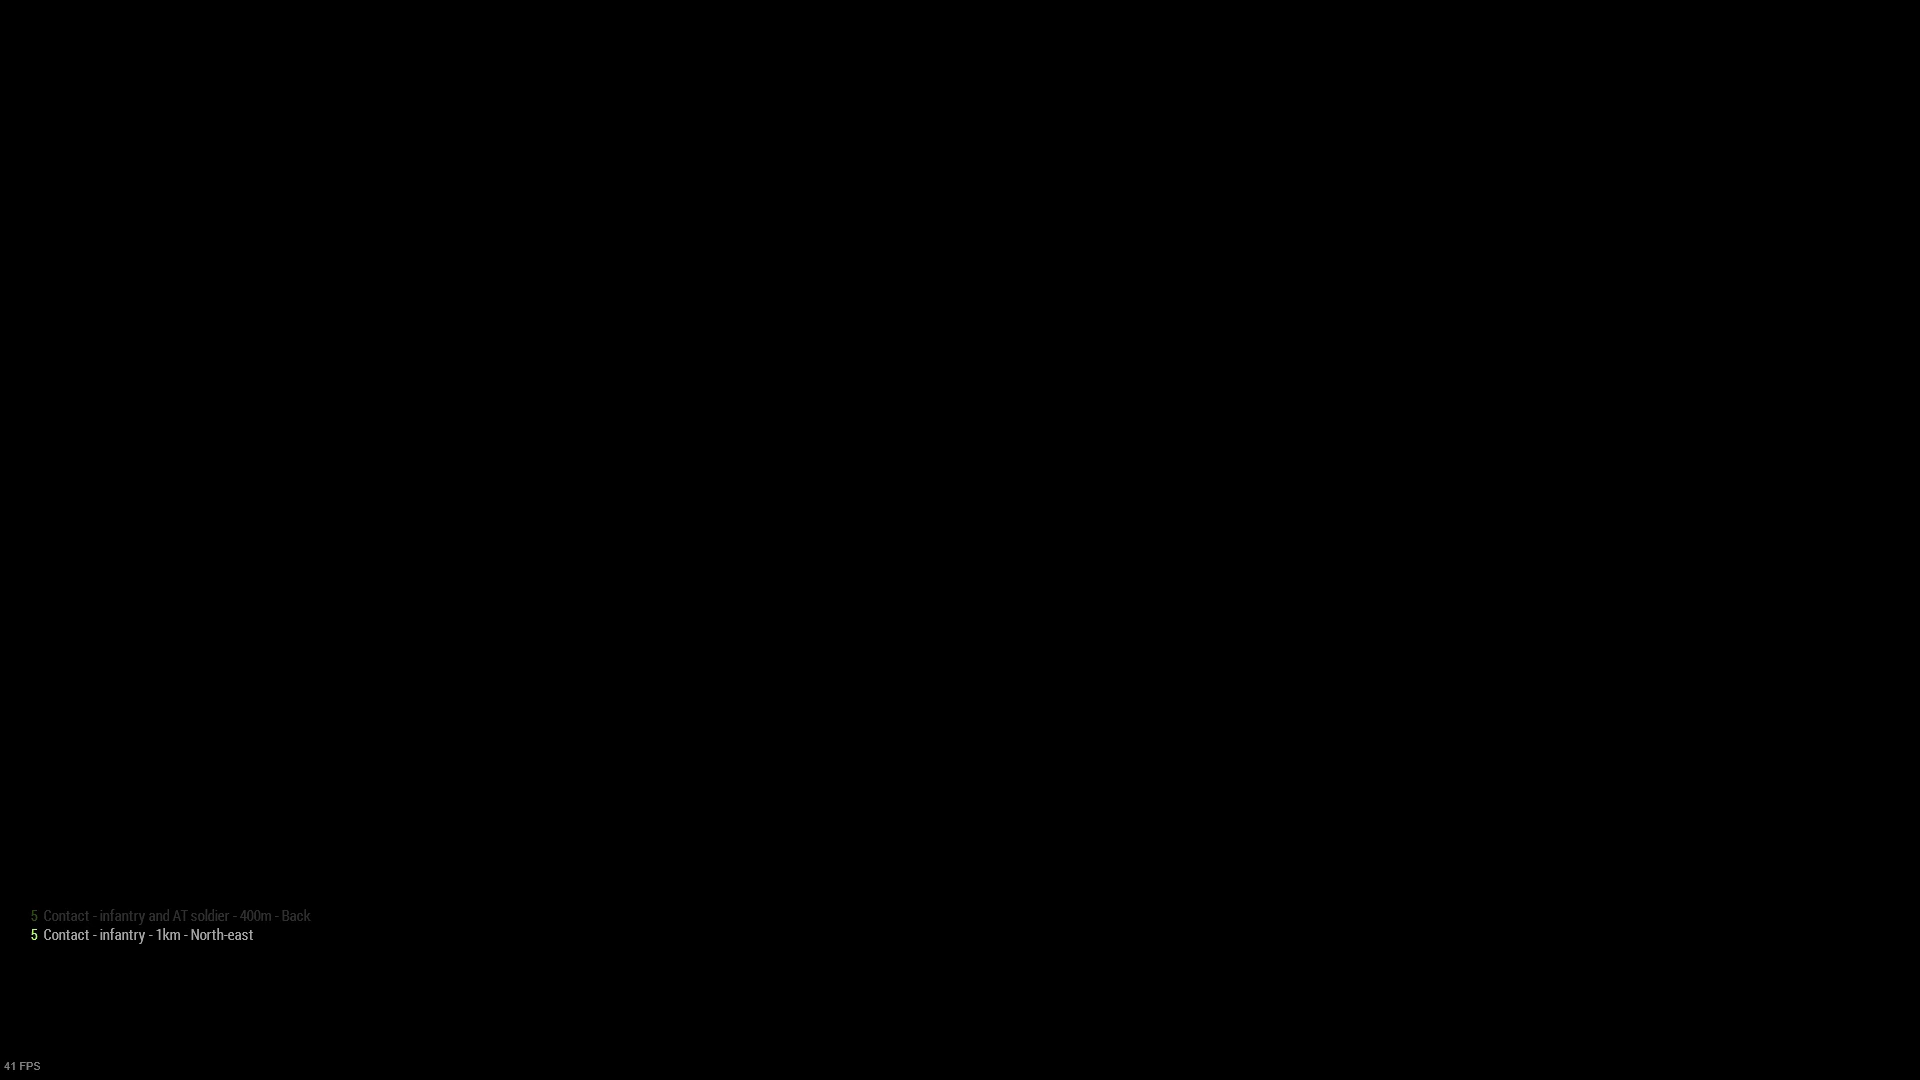 5 Contact - infantry and AT soldier - 400m - Back
5 Contact - infantry - 1km - North-east
41 FPS